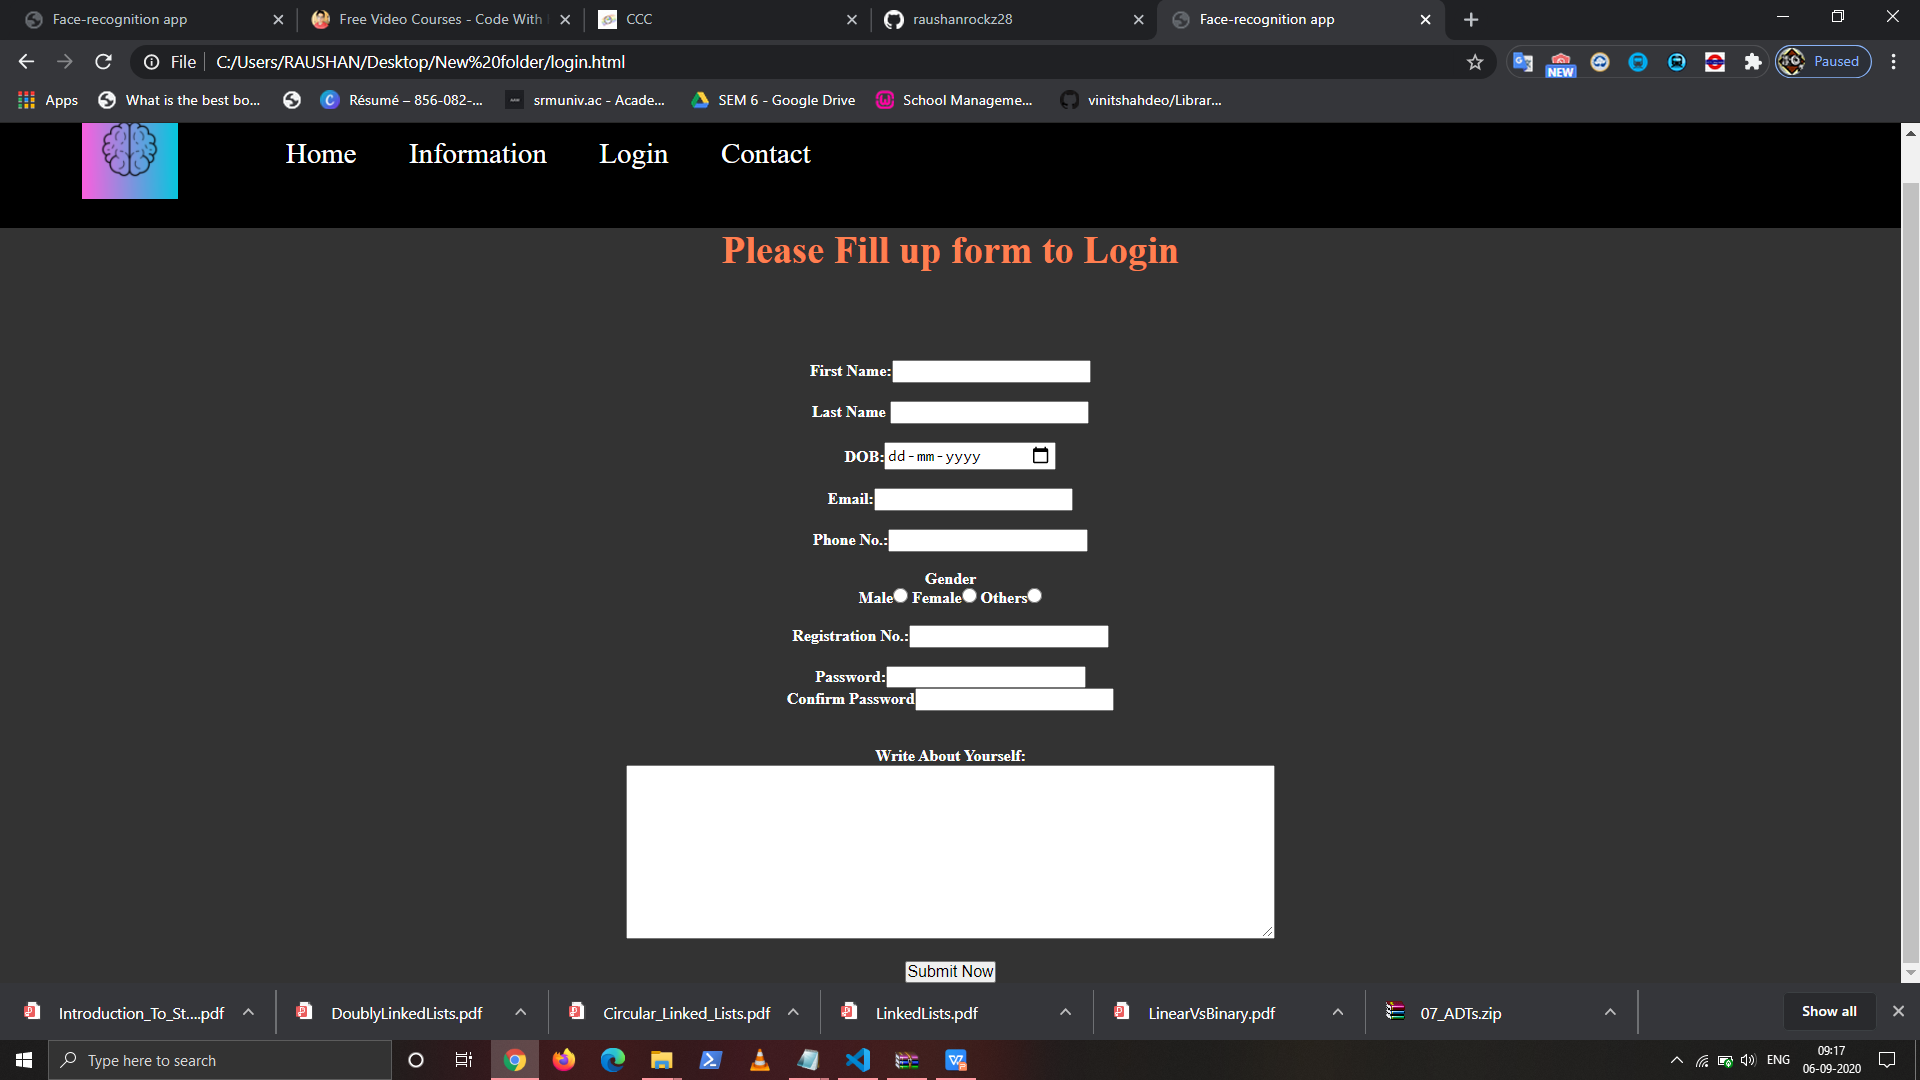 Face-recognition app
Free Video Courses - Code With
CCC
raushanrockz28
Face-recognition app
File
C:/Users/RAUSHAN/Desktop/New%20folder/login.html
NEW
Paused
Apps
What is the best bo...
Résumé – 856-082-...
srmuniv.ac - Acade...
SEM 6 - Google Drive
School Manageme...
vinitshahdeo/Librar...
Home
Information
Login
Contact
Please Fill up form to Login
First Name:
Last Name
DOB: dd-mm-yyyy
Email:
Phone No.:
Gender
Male Female Others
Registration No.:
Password:
Confirm Password
Write About Yourself:
Submit Now
Introduction_To_St....pdf
DoublyLinkedLists.pdf
Circular_Linked_Lists.pdf
LinkedLists.pdf
LinearVsBinary.pdf
07_ADTs.zip
Show all
Type here to search
ENG
09:17
06-09-2020